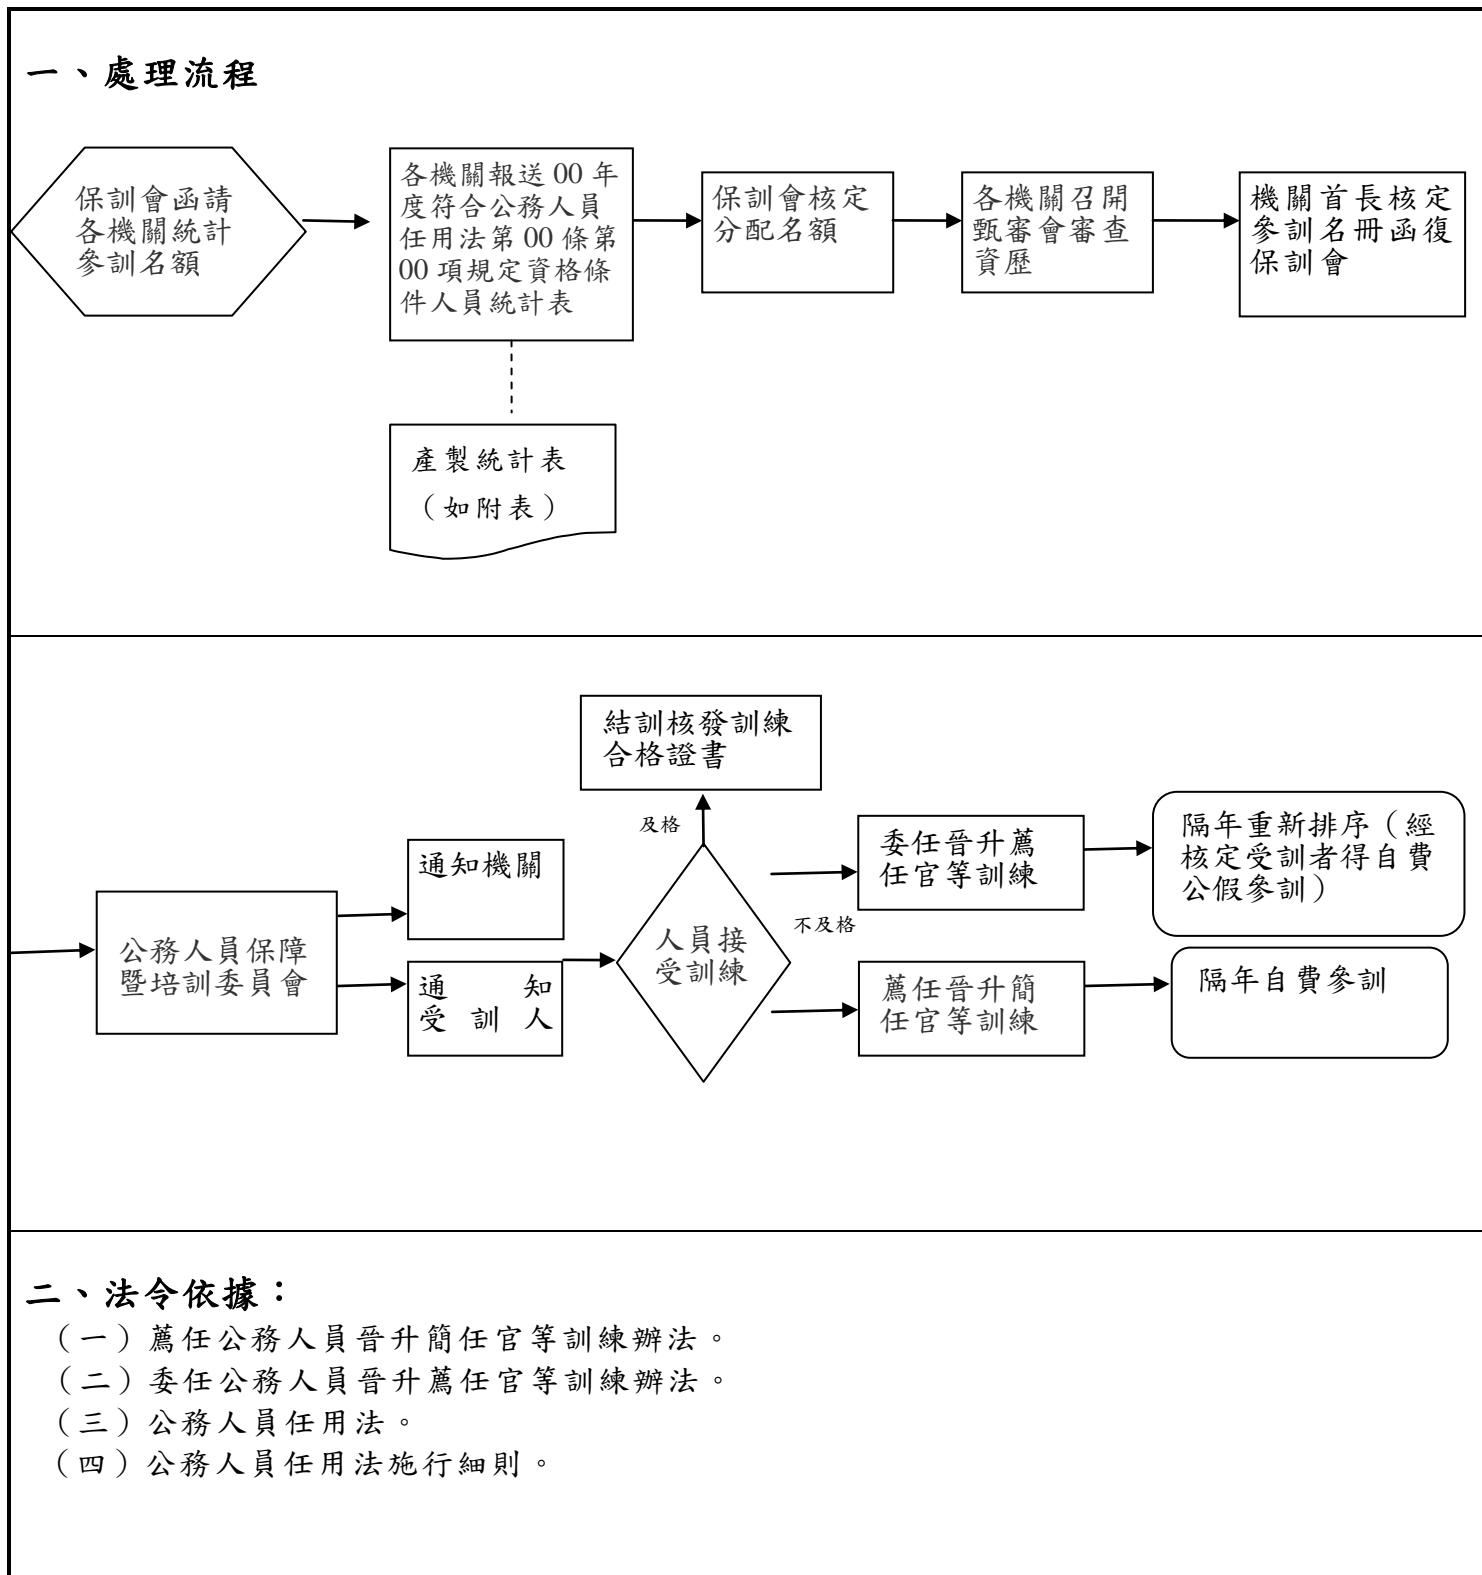 一、處理流程
保訓會函請
各機關統計
參訓名額
各機關報送 00 年
度符合公務人員
任用法第 00 條第
00 項規定資格條
件人員統計表
保訓會核定
分配名額
各機關召開
甄審會審查
資歷
機關首長核定
參訓名冊函復
保訓會
產製統計表
（如附表）
結訓核發訓練
合格證書
及格
公務人員保障
暨培訓委員會
通知機關
通知
受訓人
人員接
受訓練
不及格
委任晉升薦
任官等訓練
隔年重新排序（經
核定受訓者得自費
公假參訓）
薦任晉升簡
任官等訓練
隔年自費參訓
二、法令依據：
（一）薦任公務人員晉升簡任官等訓練辦法。
（二）委任公務人員晉升薦任官等訓練辦法。
（三）公務人員任用法。
（四）公務人員任用法施行細則。